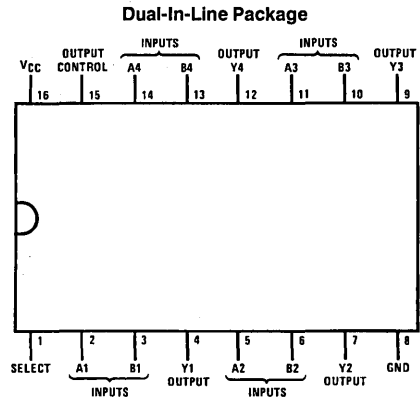 Dual-In-Line Package
INPUTS INPUTS
OUTPUT OUTPUT OUTPUT
VCC CONTROL A4 B4 Y4 A3 B3 Y3
16 15 14 13 12 11 10 9
1 2 3 4 5 6 7 8
SELECT A1 B1 Y1 A2 B2 Y2 GND
OUTPUT OUTPUT
INPUTS INPUTS